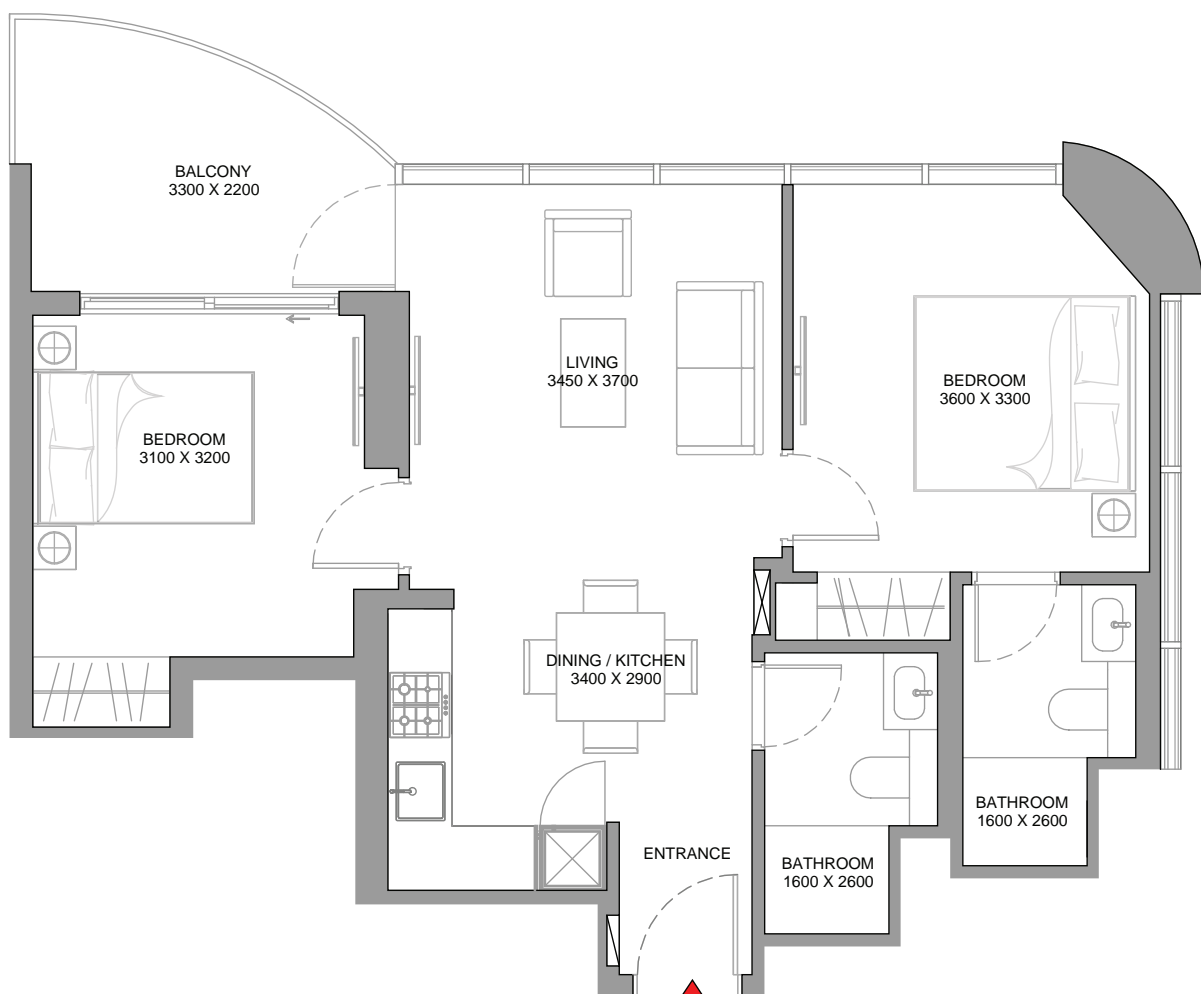 BALCONY
3300 X 2200
LIVING
3450 X 3700
BEDROOM
3600 X 3300
BEDROOM
3100 X 3200
DINING / KITCHEN
3400 X 2900
BATHROOM
1600 X 2600
ENTRANCE
BATHROOM
1600 X 2600